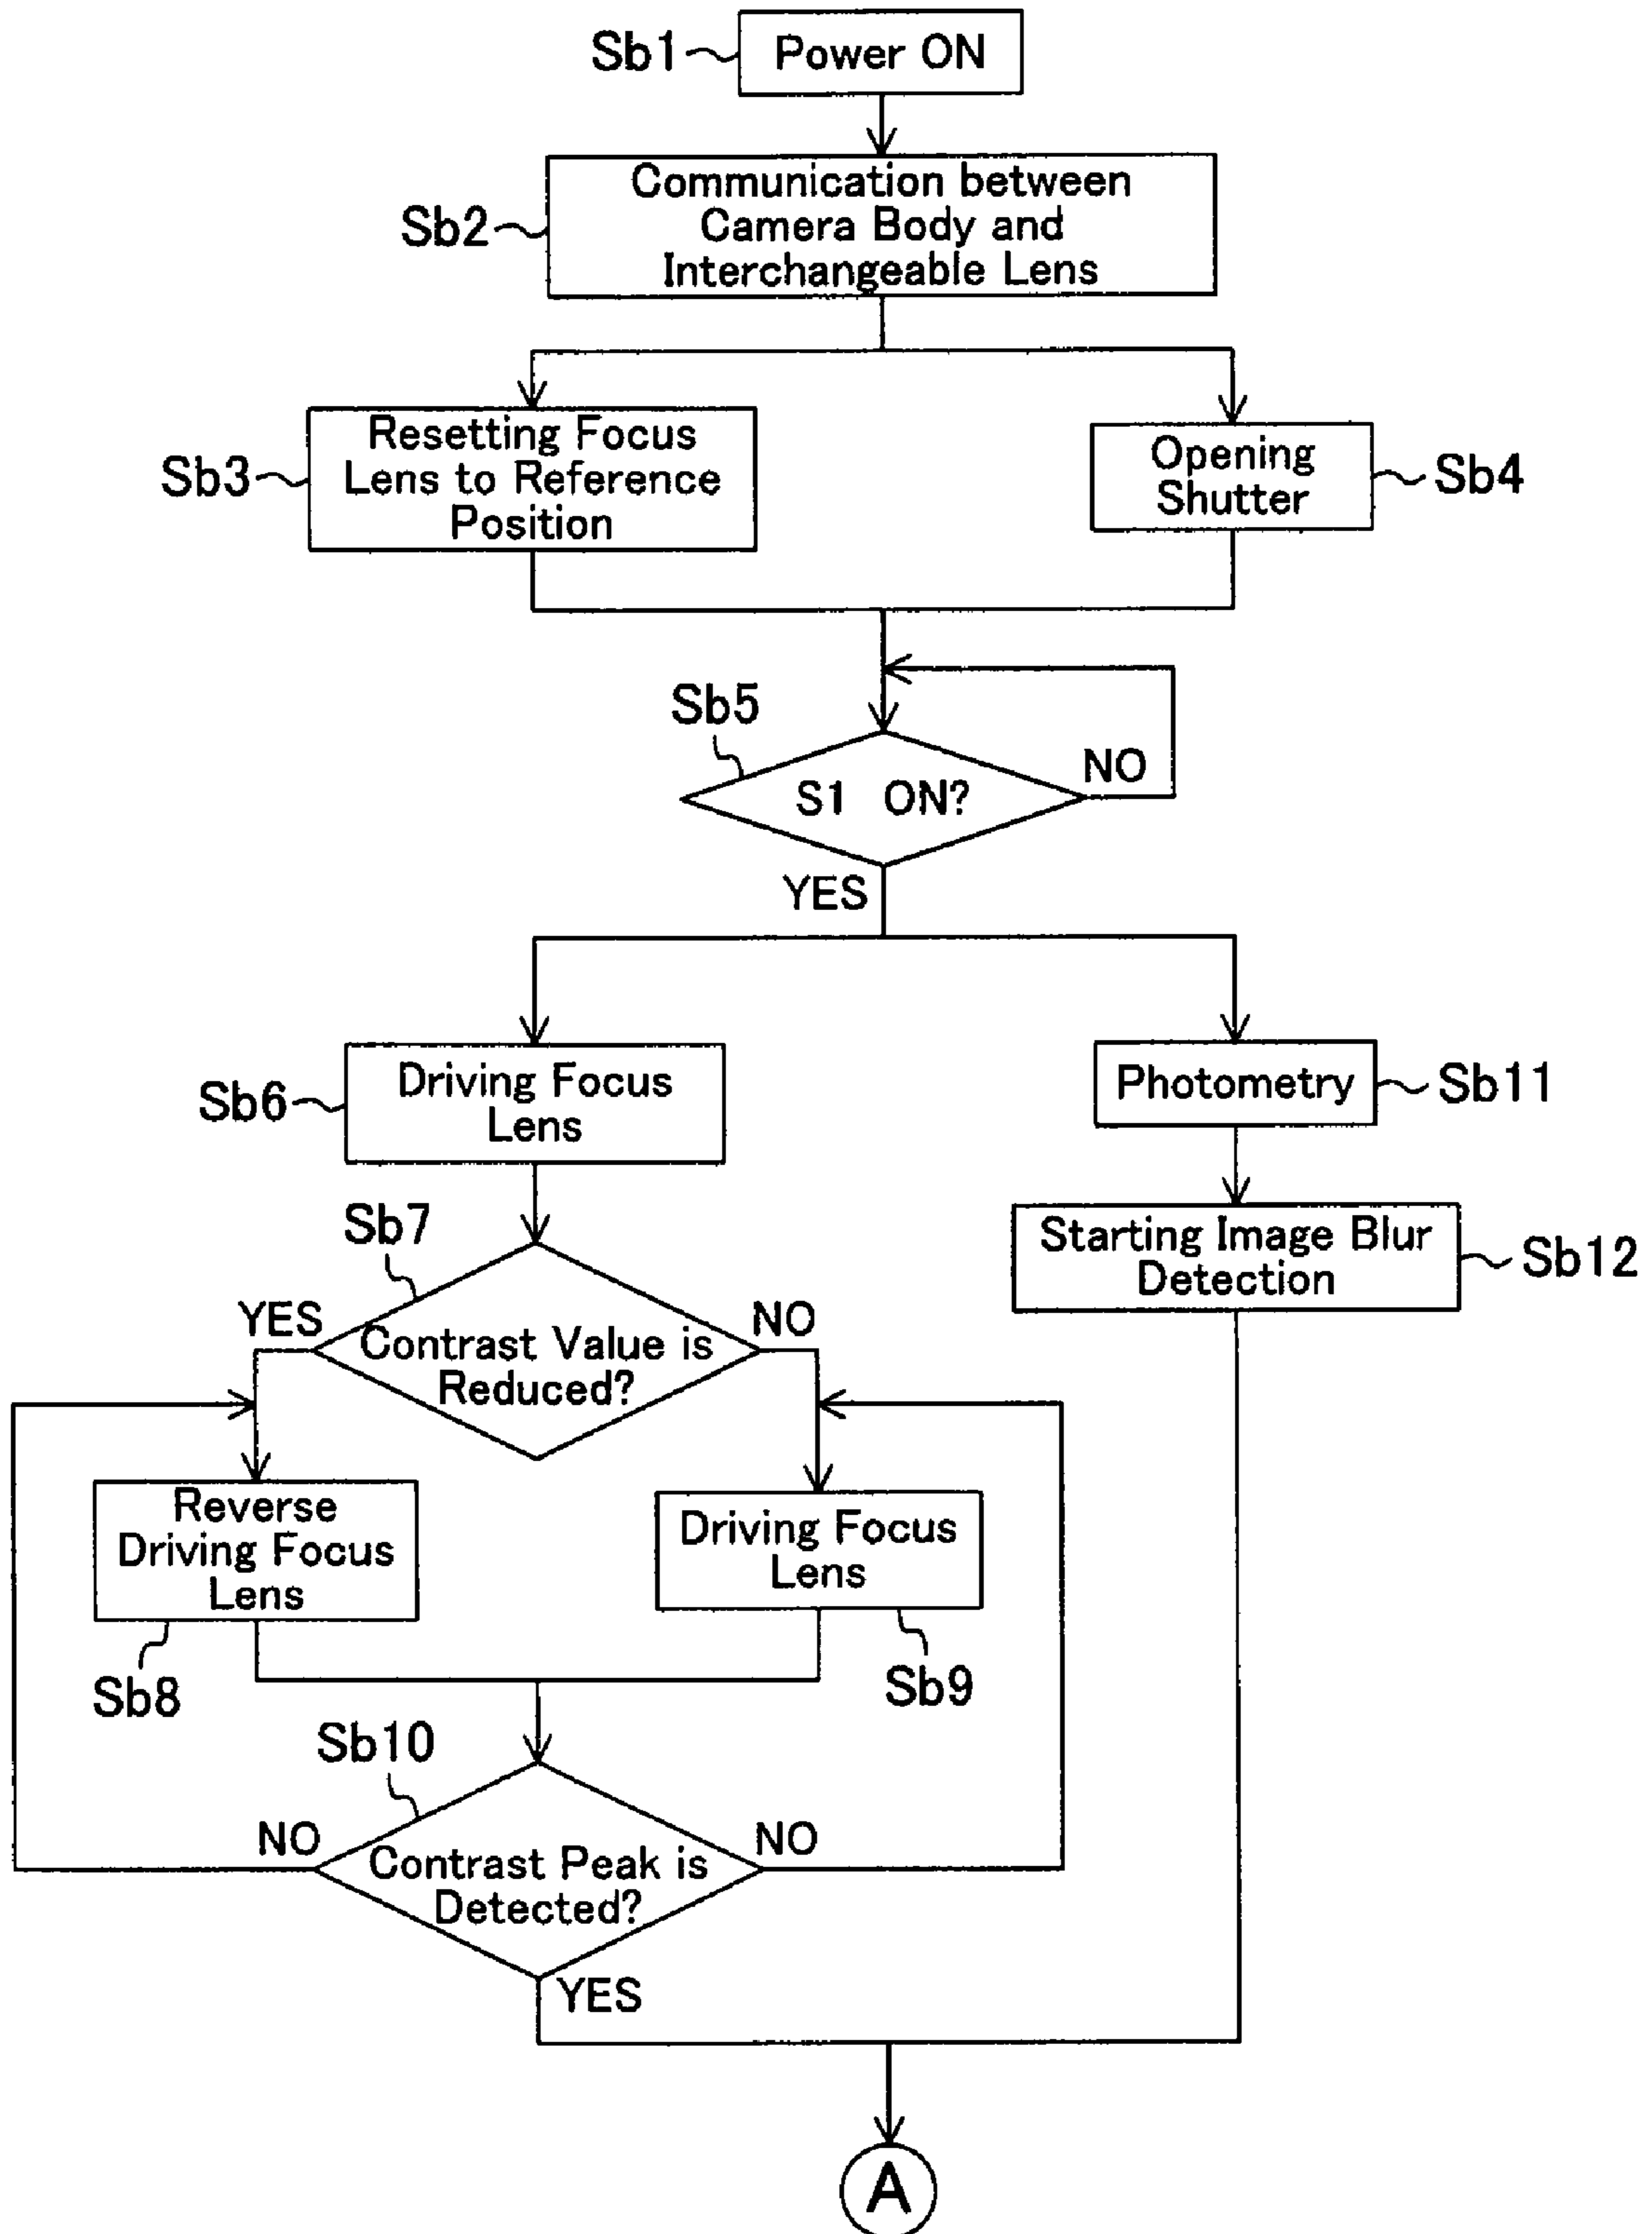 Sb1
Power ON
Sb2
Communication between
Camera Body and
Interchangeable Lens
Sb3
Resetting Focus
Lens to Reference
Position
Opening
Shutter
Sb4
Sb5
S1 ON?
NO
YES
Sb6
Driving Focus
Lens
Photometry
Sb11
Sb7
Starting Image Blur
Detection
Sb12
YES
NO
Contrast Value is
Reduced?
Reverse
Driving Focus
Lens
Driving Focus
Lens
Sb8
Sb9
Sb10
NO
NO
Contrast Peak is
Detected?
YES
A